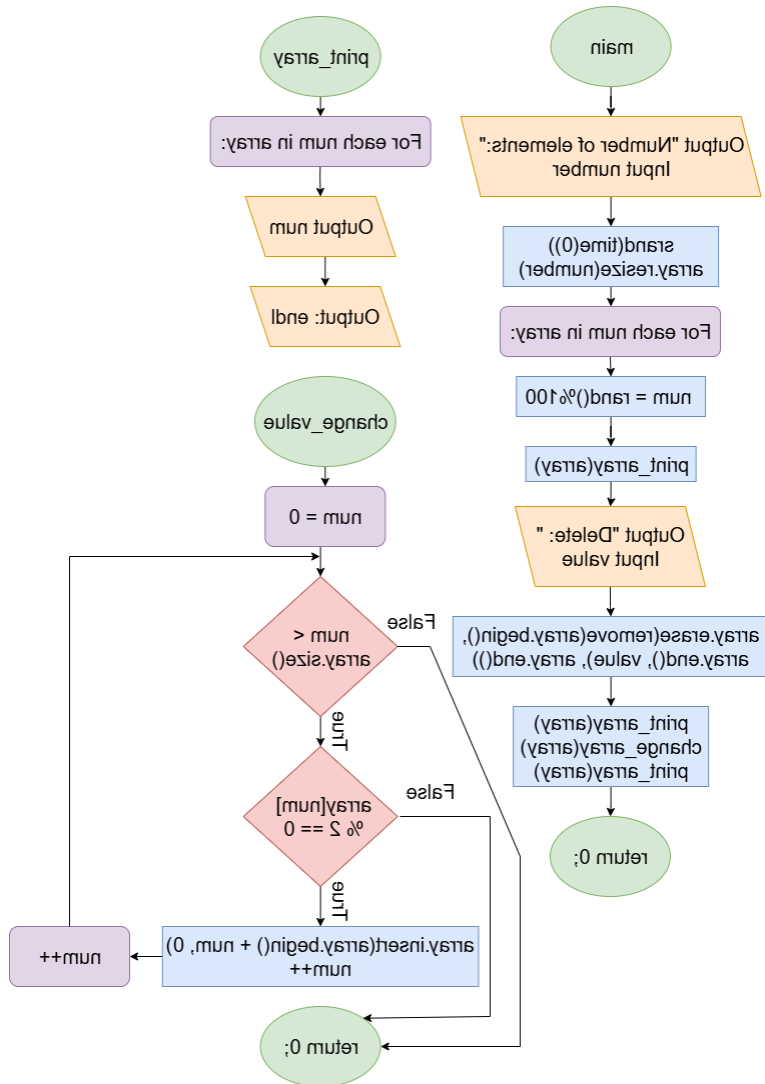 main
Output "Number of elements:"
Input number
srand(time(0))
array.resize(number)
For each num in array:
num = rand()%100
print_array(array)
Output "Delete: "
Input value
array.erase(remove(array.begin(),
array.end(), value), array.end())
print_array(array)
change_array(array)
print_array(array)
return 0;
print_array
For each num in array:
Output num
Output: endl
change_value
num = 0
num <
array.size()
False
True
array[num]
% 2 == 0
False
True
array.insert(array.begin() + num, 0)
num++
num++
return 0;